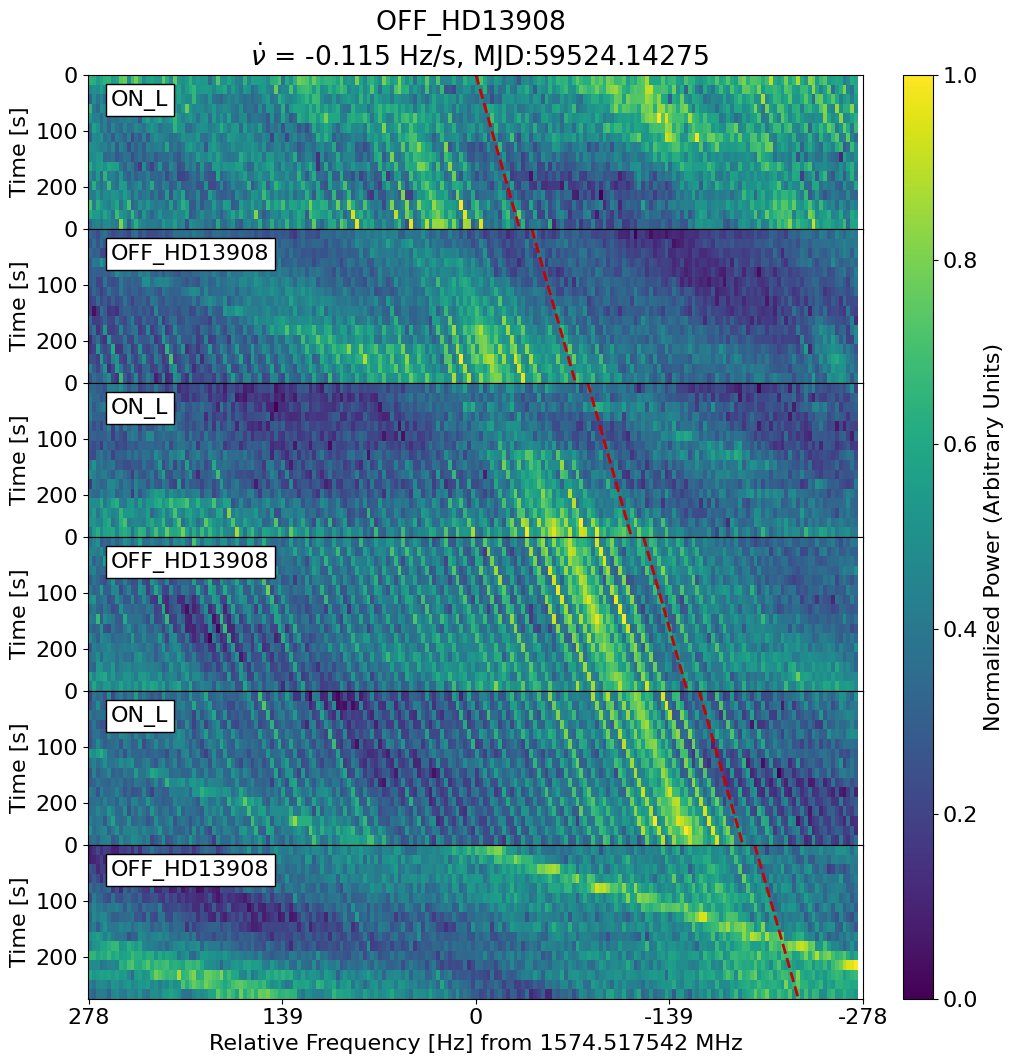 OFF_HD13908
ν̇ = -0.115 Hz/s, MJD:59524.14275
ON_L
OFF_HD13908
ON_L
OFF_HD13908
ON_L
OFF_HD13908
Time [s]
0
100
200
Time [s]
0
100
200
Time [s]
0
100
200
Time [s]
0
100
200
Time [s]
0
100
200
Time [s]
0
100
200
278
139
0
-139
-278
Relative Frequency [Hz] from 1574.517542 MHz
1.0
0.8
0.6
0.4
0.2
0.0
Normalized Power (Arbitrary Units)